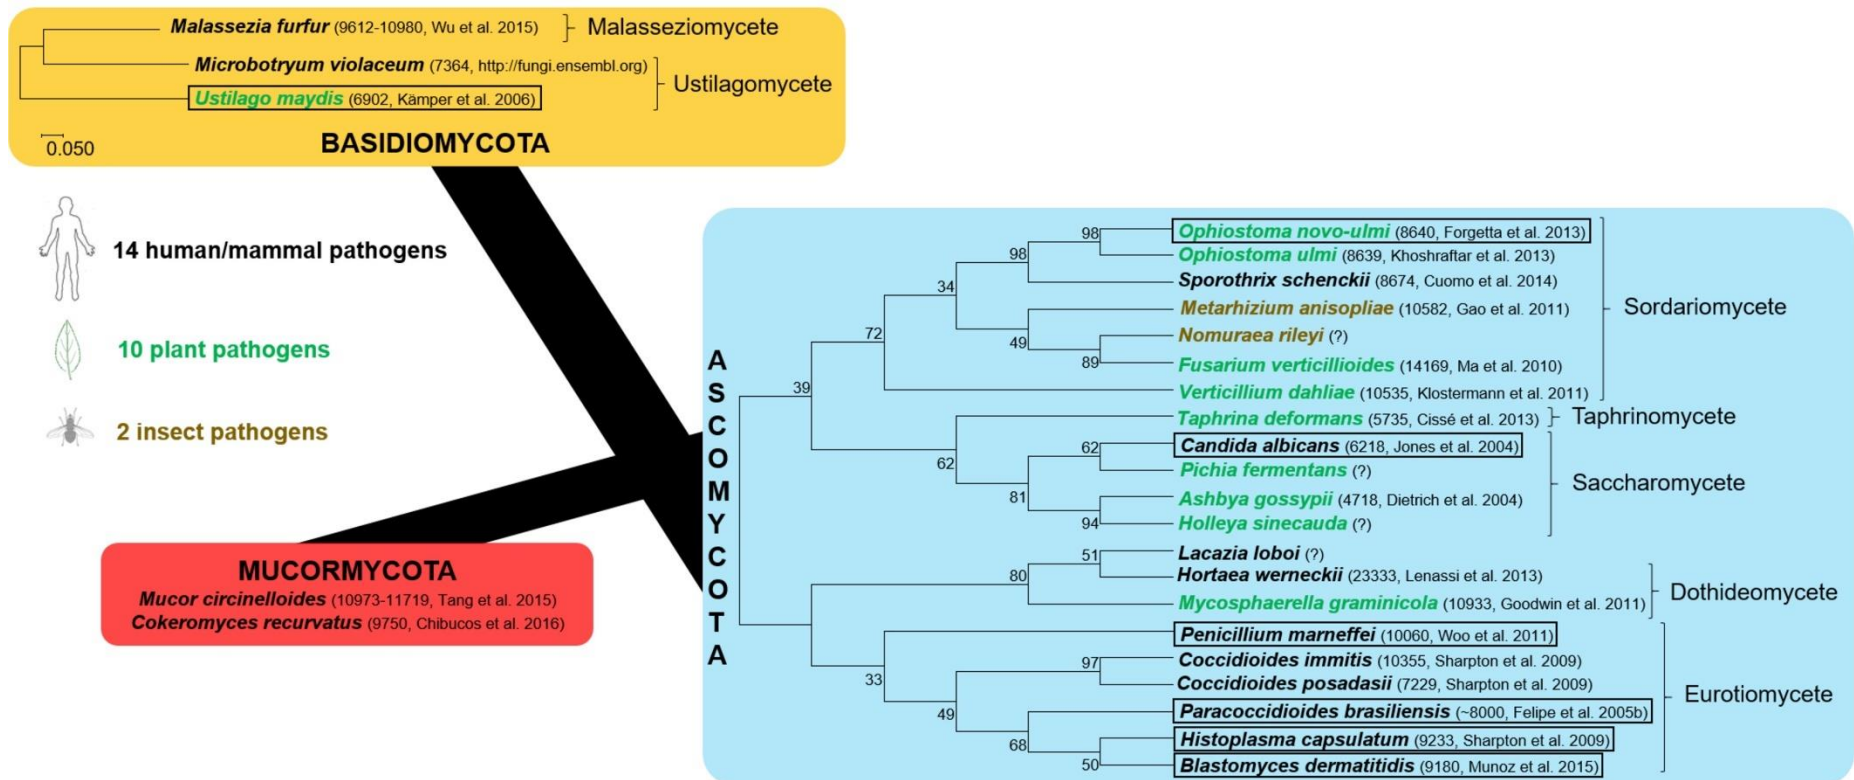 Malassezia furfur (9612-10980, Wu et al. 2015)
Malasseziomycete
Microbotryum violaceum (7364, http://fungi.ensembl.org)
Ustilago maydis (6902, Kämper et al. 2006)
Ustilagomycete
0.050
BASIDIOMYCOTA
14 human/mammal pathogens
10 plant pathogens
2 insect pathogens
MUCORMYCOTA
Mucor circinelloides (10973-11719, Tang et al. 2015)
Cokeromyces recurvatus (9750, Chibucos et al. 2016)
ASCOMYCOTA
98
Ophiostoma novo-ulmi (8640, Forgetta et al. 2013)
98
Ophiostoma ulmi (8639, Khoshraftar et al. 2013)
Sporothrix schenckii (8674, Cuomo et al. 2014)
34
Metarhizium anisopliae (10582, Gao et al. 2011)
Sordariomycete
72
49
Nomuraea rileyi (?)
89
Fusarium verticillioides (14169, Ma et al. 2010)
39
Verticillium dahliae (10535, Klostermann et al. 2011)
Taphrina deformans (5735, Cissé et al. 2013)
Taphrinomycete
62
Candida albicans (6218, Jones et al. 2004)
62
Pichia fermentans (?)
Saccharomycete
81
Ashbya gossypii (4718, Dietrich et al. 2004)
94
Holleya sinecauda (?)
51
Lacazia loboi (?)
80
Hortaea werneckii (23333, Lenassi et al. 2013)
Dothideomycete
Mycosphaerella graminicola (10933, Goodwin et al. 2011)
Penicillium marneffei (10060, Woo et al. 2011)
97
Coccidioides immitis (10355, Sharpton et al. 2009)
33
Coccidioides posadasii (7229, Sharpton et al. 2009)
Eurotiomycete
49
Paracoccidioides brasiliensis (~8000, Felipe et al. 2005b)
68
Histoplasma capsulatum (9233, Sharpton et al. 2009)
50
Blastomyces dermatitidis (9180, Munoz et al. 2015)